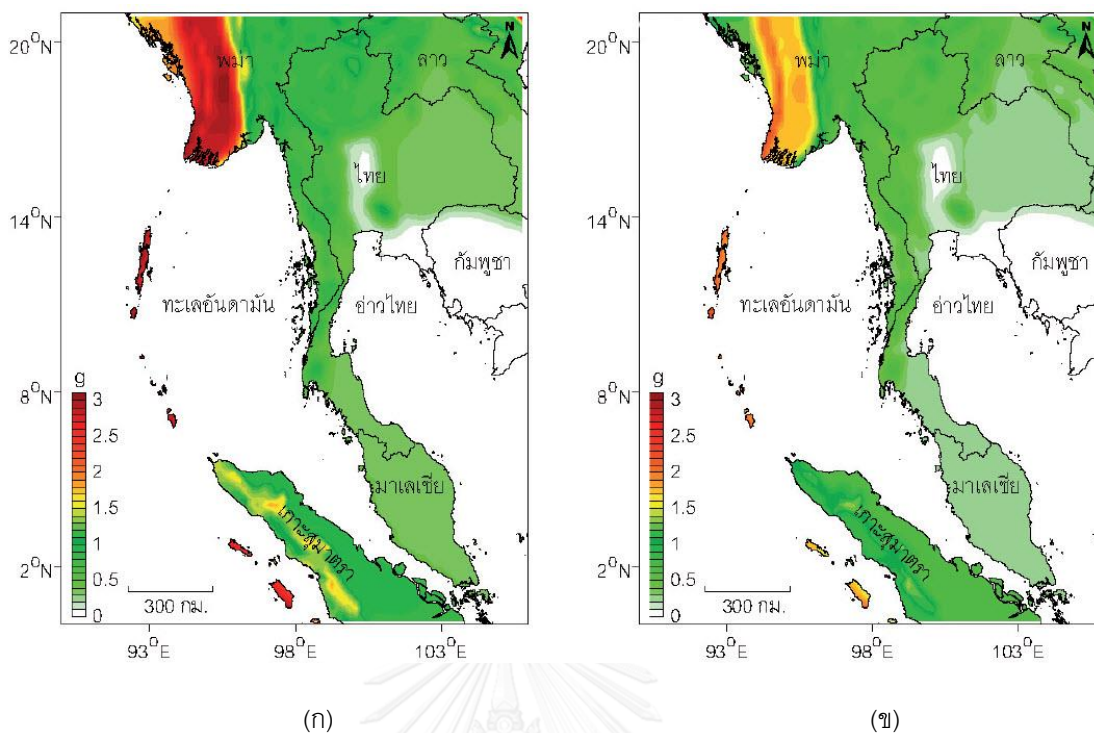 20°N
14°N
8°N
2°N
93°E
98°E
103°E
N
พม่า
ลาว
ไทย
กัมพูชา
ทะเลอันดามัน
อ่าวไทย
มาเลเซีย
เกาะสุมาตรา
g
3
2.5
2
1.5
1
0.5
0
300 กม.
(ก)
20°N
14°N
8°N
2°N
93°E
98°E
103°E
N
พม่า
ลาว
ไทย
กัมพูชา
ทะเลอันดามัน
อ่าวไทย
มาเลเซีย
เกาะสุมาตรา
g
3
2.5
2
1.5
1
0.5
0
300 กม.
(ข)